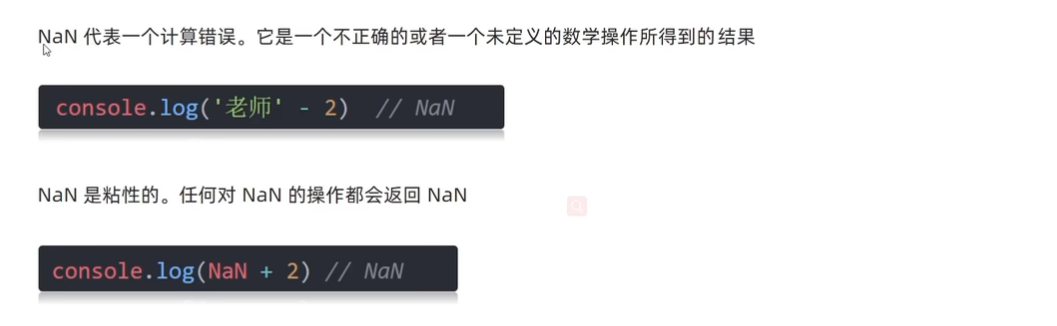 NaN 代表一个计算错误。它是一个不正确的或者一个未定义的数学操作所得到的结果
console.log('老师' - 2)  // NaN
NaN 是粘性的。任何对 NaN 的操作都会返回 NaN
console.log(NaN + 2) // NaN